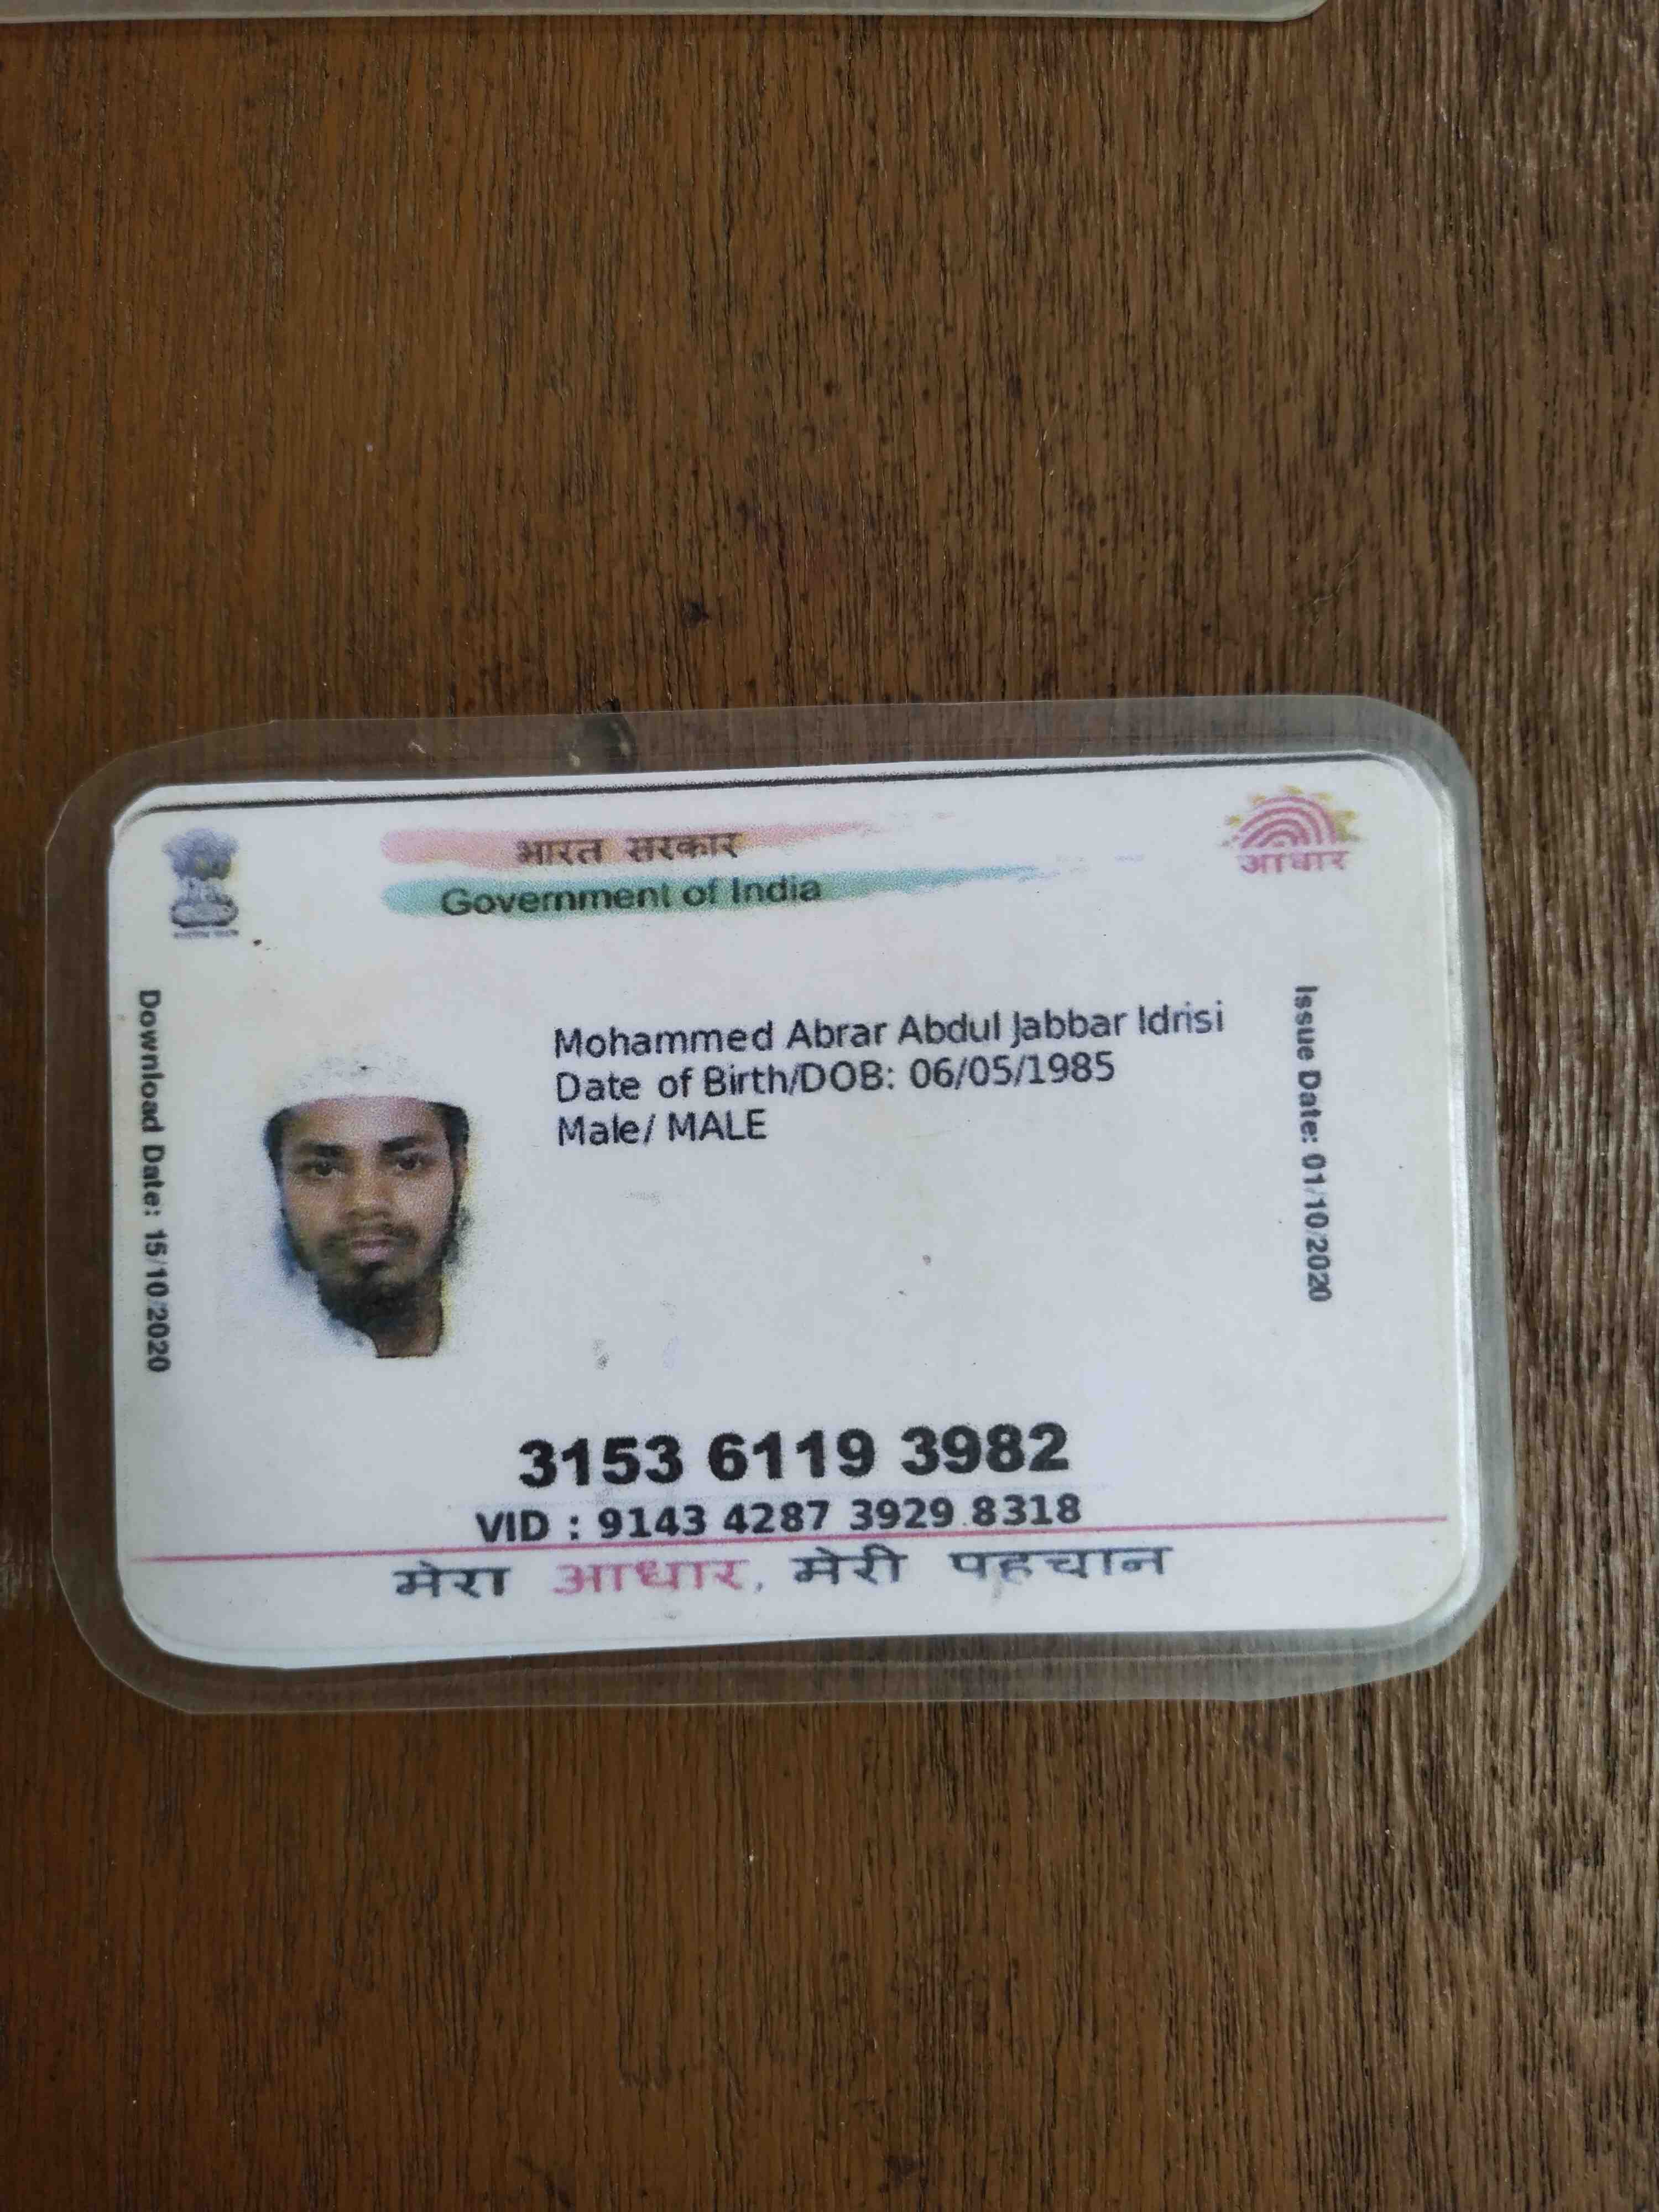 भारत सरकार
Government of India
आधार
Download Date: 15/10/2020
Mohammed Abrar Abdul Jabbar Idrisi
Date of Birth/DOB: 06/05/1985
Male/ MALE
Issue Date: 01/10/2020
3153 6119 3982
VID : 9143 4287 3929 8318
मेरा आधार, मेरी पहचान